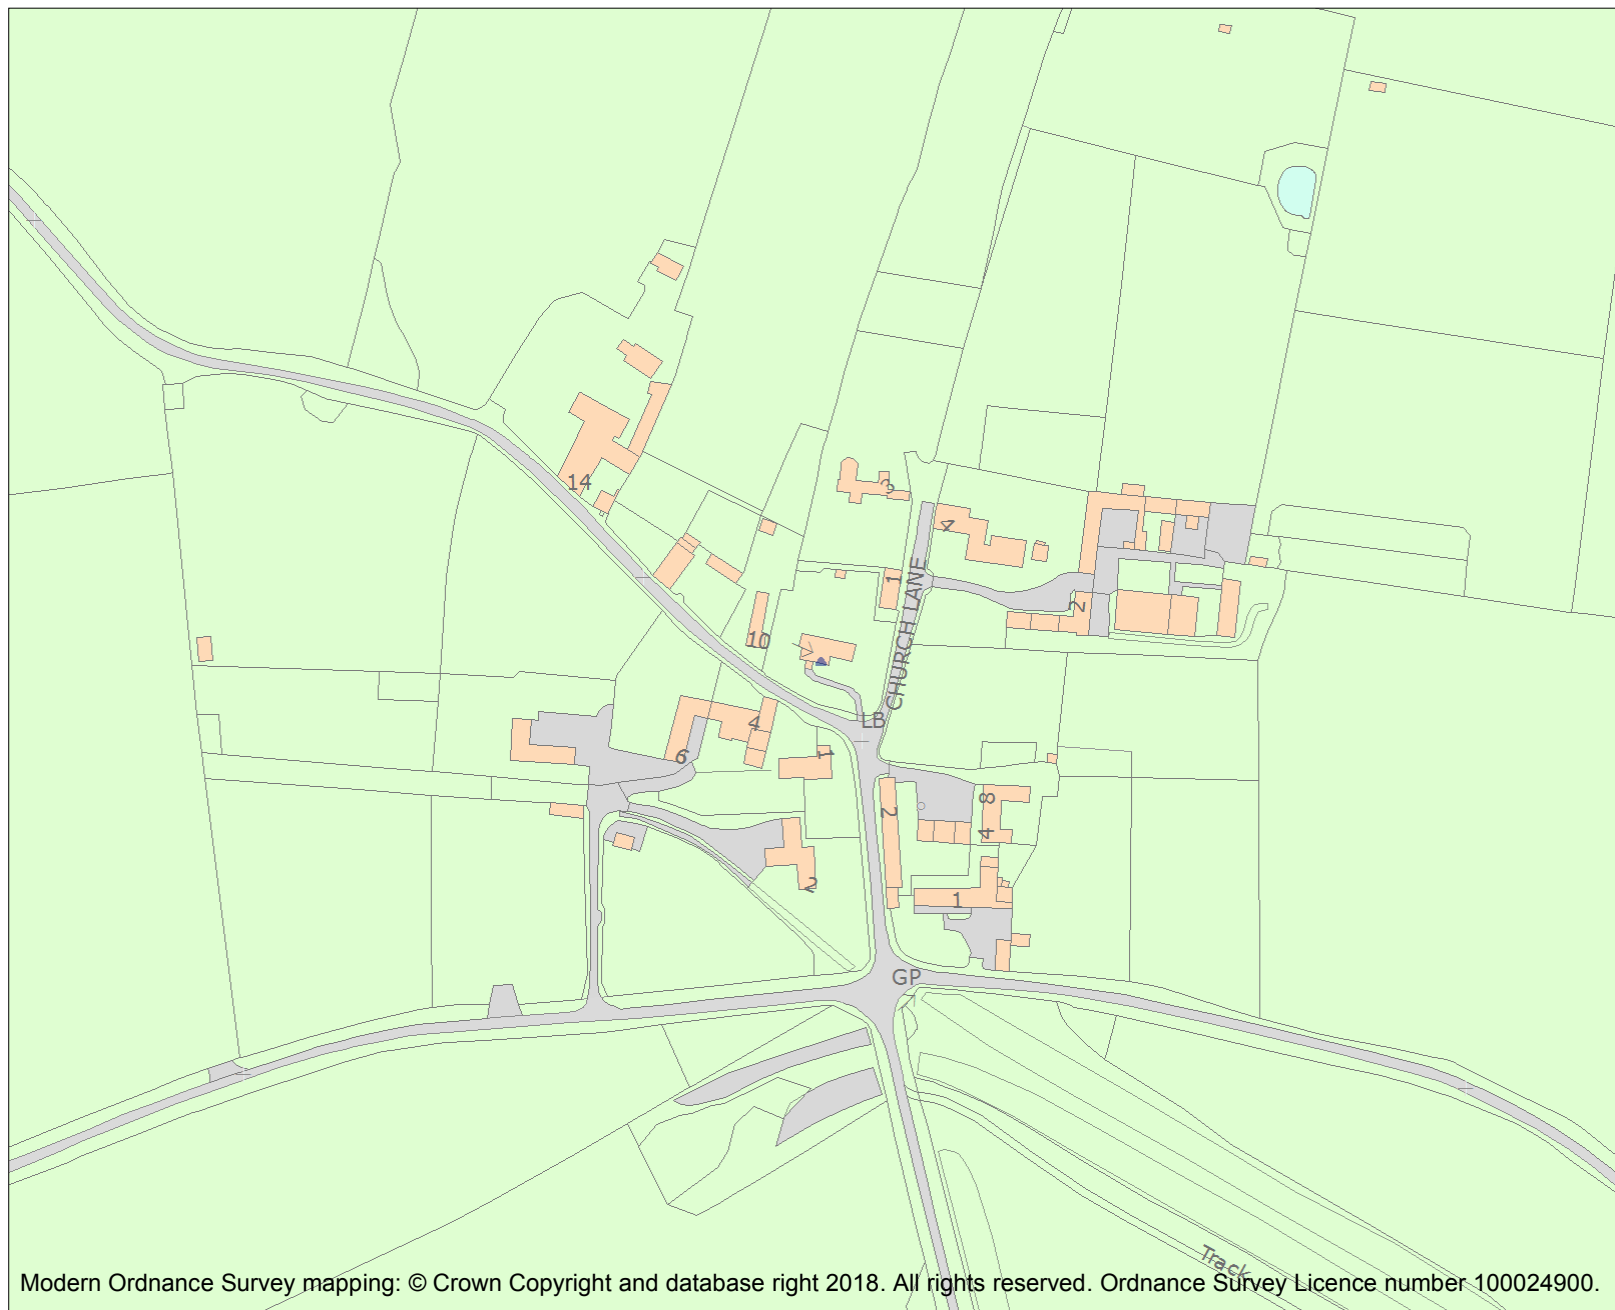 14
3
4
1
CHURCH LANE
2
10
LB
4
6
1
2
8
4
2
1
GP
Track
Modern Ordnance Survey mapping: © Crown Copyright and database right 2018. All rights reserved. Ordnance Survey Licence number 100024900.